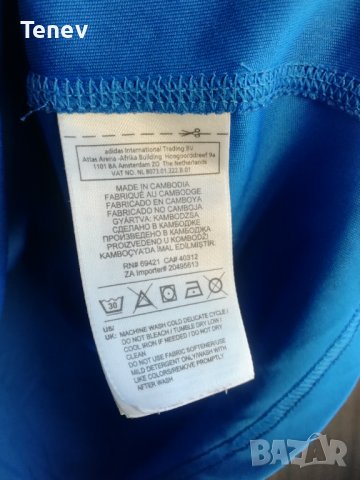 Tenev
adidas International Trading BV
Atlas Arena -Afrika Building Hoogoorddreef 9a
1101 BA Amsterdam ZO The Netherlands
VAT NO: NL 8073.01.322.B.01
MADE IN CAMBODIA
FABRIQUÉ AU CAMBODGE
FABRICADO EN CAMBOYA
FABRICADO NO CAMBOJA
GYÁRTVA: KAMBODZSA
СДЕЛАНО В КАМБОДЖЕ
ПРОИЗВЕДЕНО В КАМБОДЖА
PROIZVEDENO U KAMBODŽI
KAMBOÇYA'DA İMAL EDİLMİŞTİR.
RN# 69421 CA# 40312
ZA Importer# 20495613
30
US/
UK:
MACHINE WASH COLD DELICATE CYCLE /
DO NOT BLEACH / TUMBLE DRY LOW /
COOL IRON IF NEEDED / DO NOT DRY
CLEAN
DO NOT USE FABRIC SOFTENER/USE
MILD DETERGENT ONLY/WASH WITH
LIKE COLORS/REMOVE PROMPTLY
AFTER WASH
BAZAR